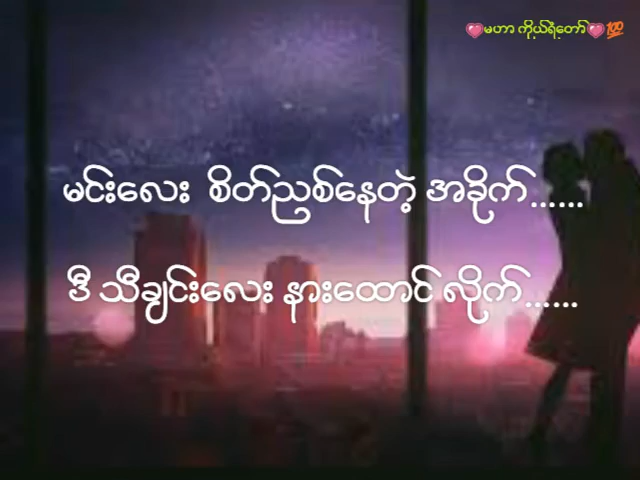 💗မဟာ ကိုယ်ရံတော်💗💯
မင်းလေး စိတ်ညစ်နေတဲ့ အခိုက်......
ဒီ သီချင်းလေး နားထောင် လိုက်......